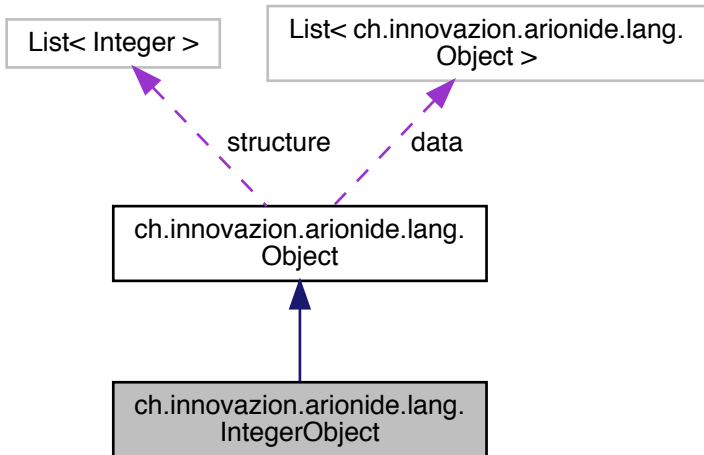 List< Integer >
List< ch.innovazion.arionide.lang.
Object >
structure
data
ch.innovazion.arionide.lang.
Object
ch.innovazion.arionide.lang.
IntegerObject